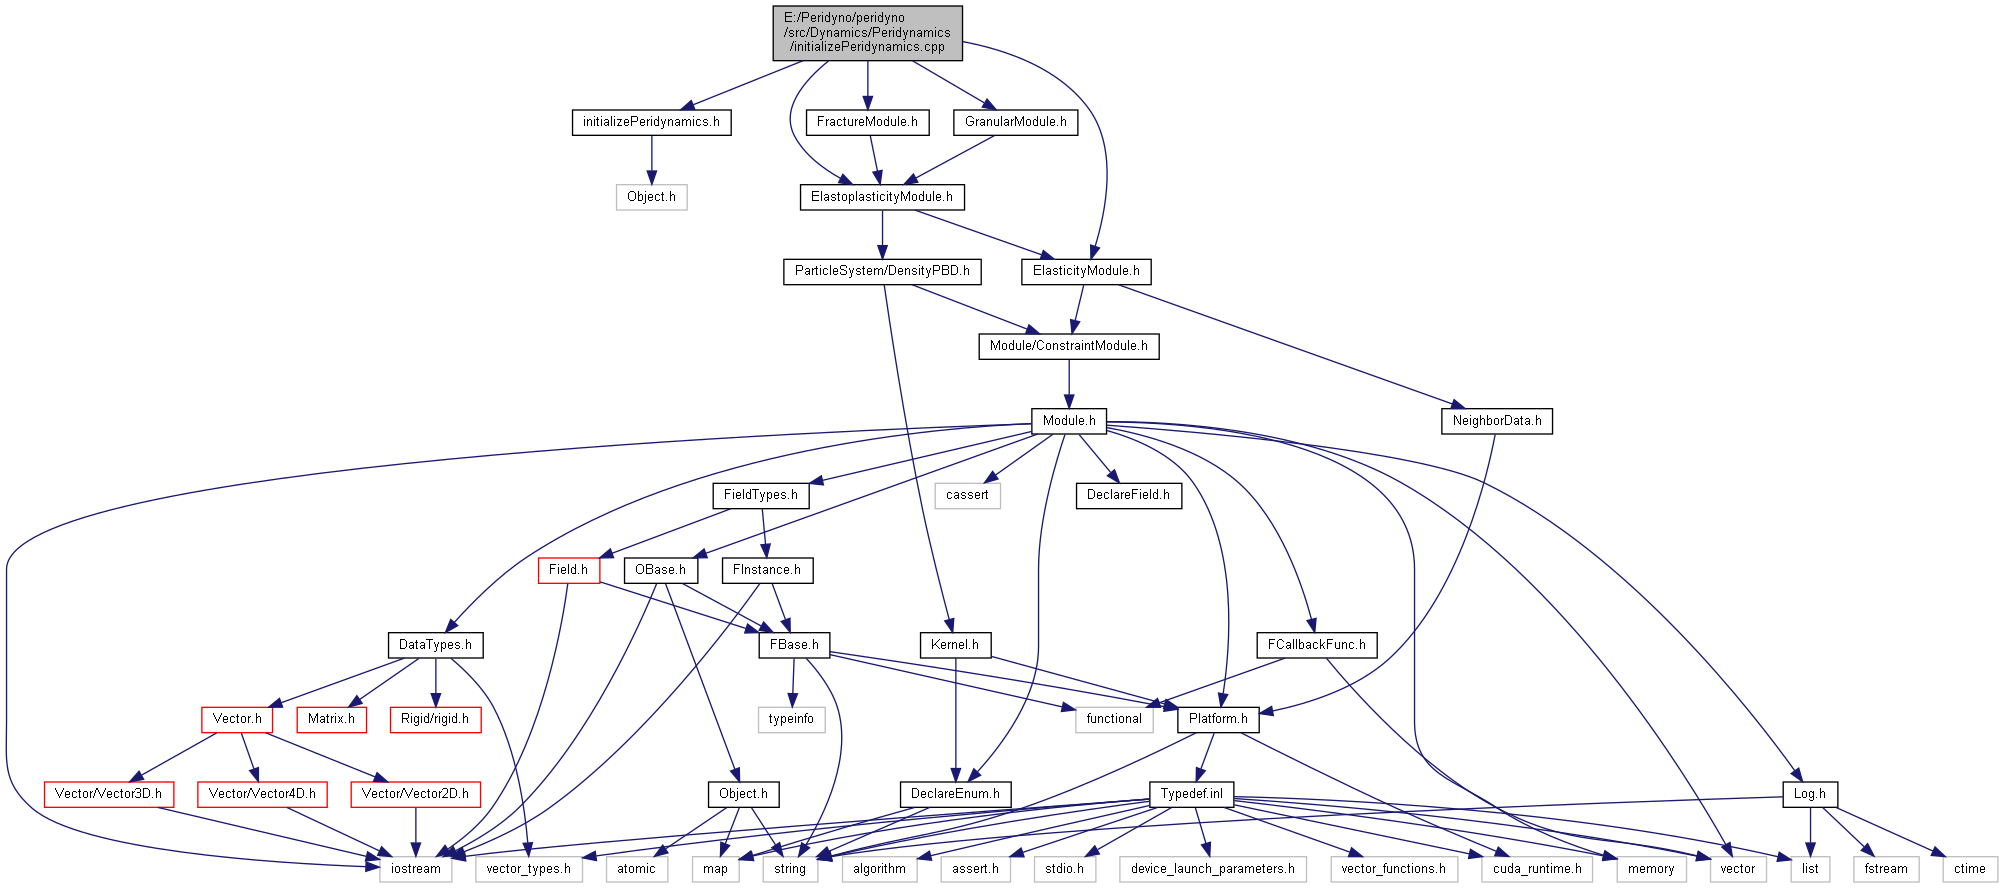 E:/Peridyno/peridyno
/src/Dynamics/Peridynamics
/initializePeridynamics.cpp
initializePeridynamics.h
FractureModule.h
GranularModule.h
Object.h
ElastoplasticityModule.h
ParticleSystem/DensityPBD.h
ElasticityModule.h
Module/ConstraintModule.h
Module.h
NeighborData.h
FieldTypes.h
cassert
DeclareField.h
Field.h
OBase.h
FInstance.h
DataTypes.h
FBase.h
Kernel.h
FCallbackFunc.h
Vector.h
Matrix.h
Rigid/rigid.h
typeinfo
functional
Platform.h
Vector/Vector3D.h
Vector/Vector4D.h
Vector/Vector2D.h
Object.h
DeclareEnum.h
Typedef.inl
Log.h
iostream
vector_types.h
atomic
map
string
algorithm
assert.h
stdio.h
device_launch_parameters.h
vector_functions.h
cuda_runtime.h
memory
vector
list
fstream
ctime